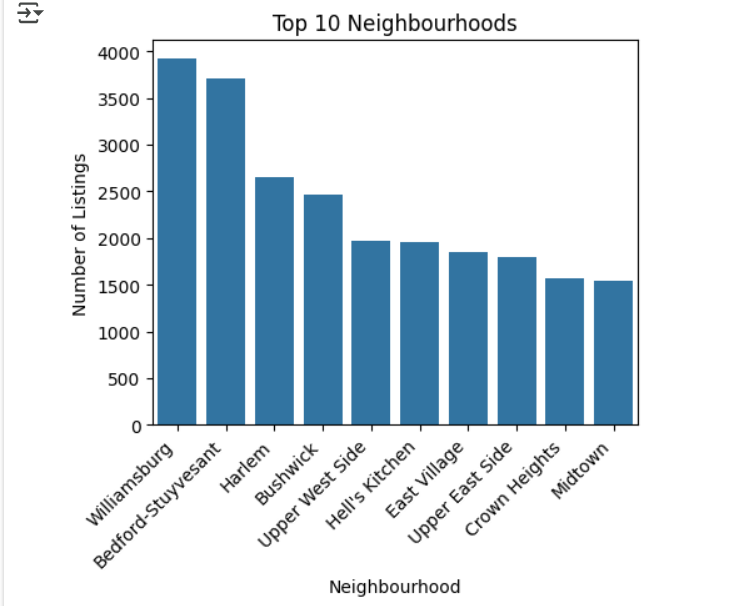 Top 10 Neighbourhoods
4000
3500
3000
2500
2000
1500
1000
500
0
Number of Listings
Williamsburg
Bedford-Stuyvesant
Harlem
Bushwick
Upper West Side
Hell's Kitchen
East Village
Upper East Side
Crown Heights
Midtown
Neighbourhood